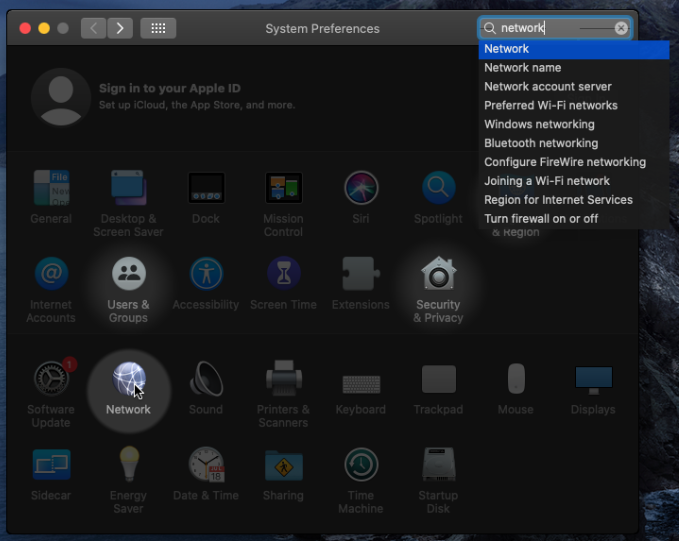 System Preferences
network
Network
Network name
Network account server
Preferred Wi-Fi networks
Windows networking
Bluetooth networking
Configure FireWire networking
Joining a Wi-Fi network
Region for Internet Services
Turn firewall on or off
Sign in to your Apple ID
Set up iCloud, the App Store, and more.
File
New
General
Desktop &
Screen Saver
Dock
Mission
Control
Siri
Spotlight
& Region
Internet
Accounts
Users &
Groups
Accessibility
Screen Time
Extensions
Security
& Privacy
1
Software
Update
Network
Sound
Printers &
Scanners
Keyboard
Trackpad
Mouse
Displays
Sidecar
Energy
Saver
18
Date & Time
Sharing
Time
Machine
Startup
Disk